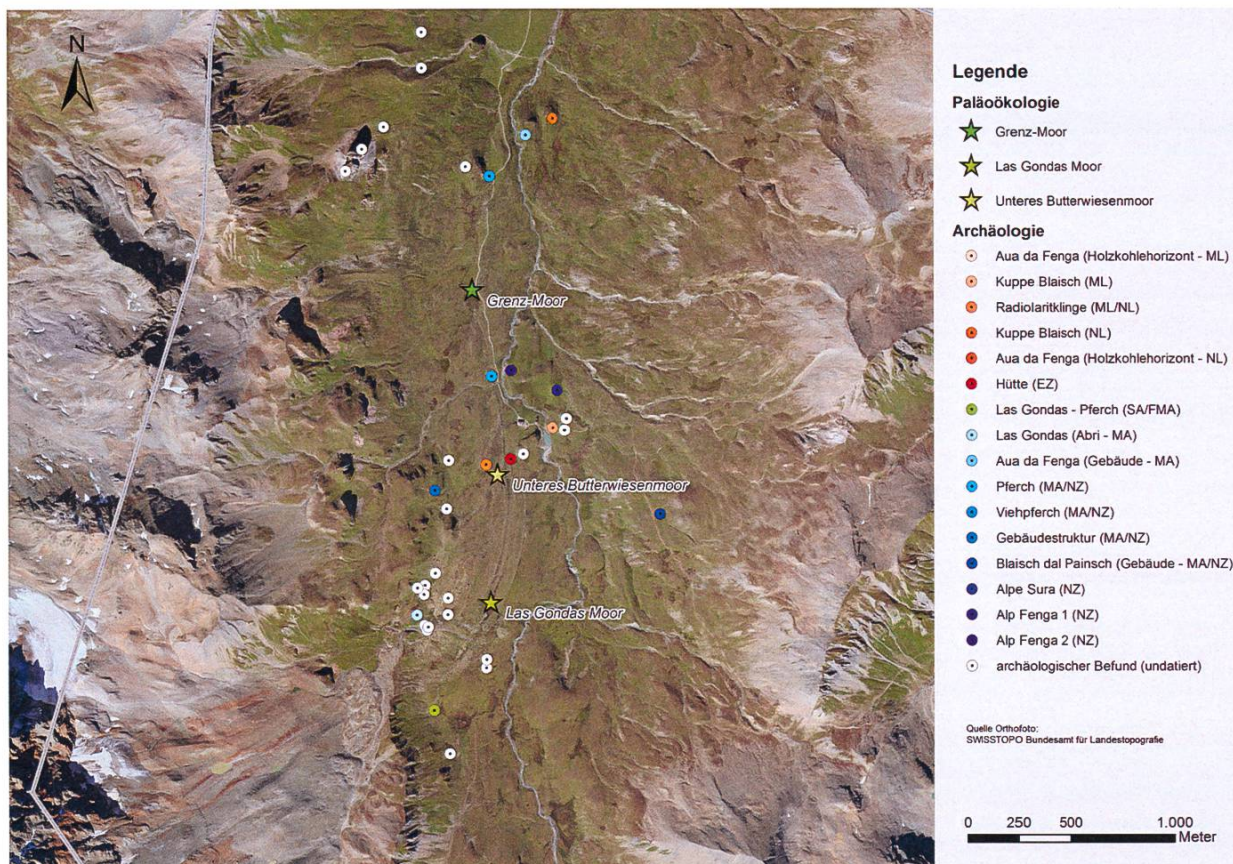 N
Grenz-Moor
Unteres Butterwiesenmoor
Las Gondas Moor
Legende
Paläoökologie
Grenz-Moor
Las Gondas Moor
Unteres Butterwiesenmoor
Archäologie
Aua da Fenga (Holzkohlehorizont - ML)
Kuppe Blaisch (ML)
Radiolaritklinge (ML/NL)
Kuppe Blaisch (NL)
Aua da Fenga (Holzkohlehorizont - NL)
Hütte (EZ)
Las Gondas - Pferch (SA/FMA)
Las Gondas (Abri - MA)
Aua da Fenga (Gebäude - MA)
Pferch (MA/NZ)
Viehpferch (MA/NZ)
Gebäudestruktur (MA/NZ)
Blaisch dal Painsch (Gebäude - MA/NZ)
Alpe Sura (NZ)
Alp Fenga 1 (NZ)
Alp Fenga 2 (NZ)
archäologischer Befund (undatiert)
Quelle Orthofoto:
SWISSTOPO Bundesamt für Landestopografie
0 250 500 1.000
Meter